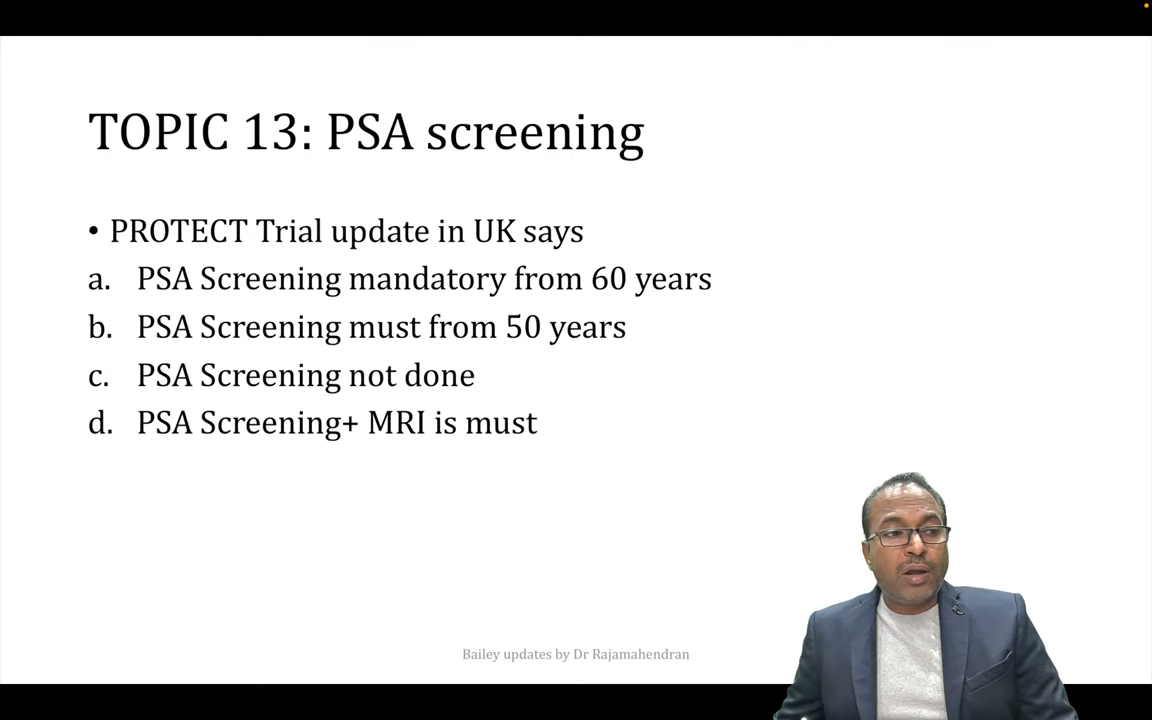 TOPIC 13: PSA screening
• PROTECT Trial update in UK says
a. PSA Screening mandatory from 60 years
b. PSA Screening must from 50 years
c. PSA Screening not done
d. PSA Screening+ MRI is must
Bailey updates by Dr Rajamahendran